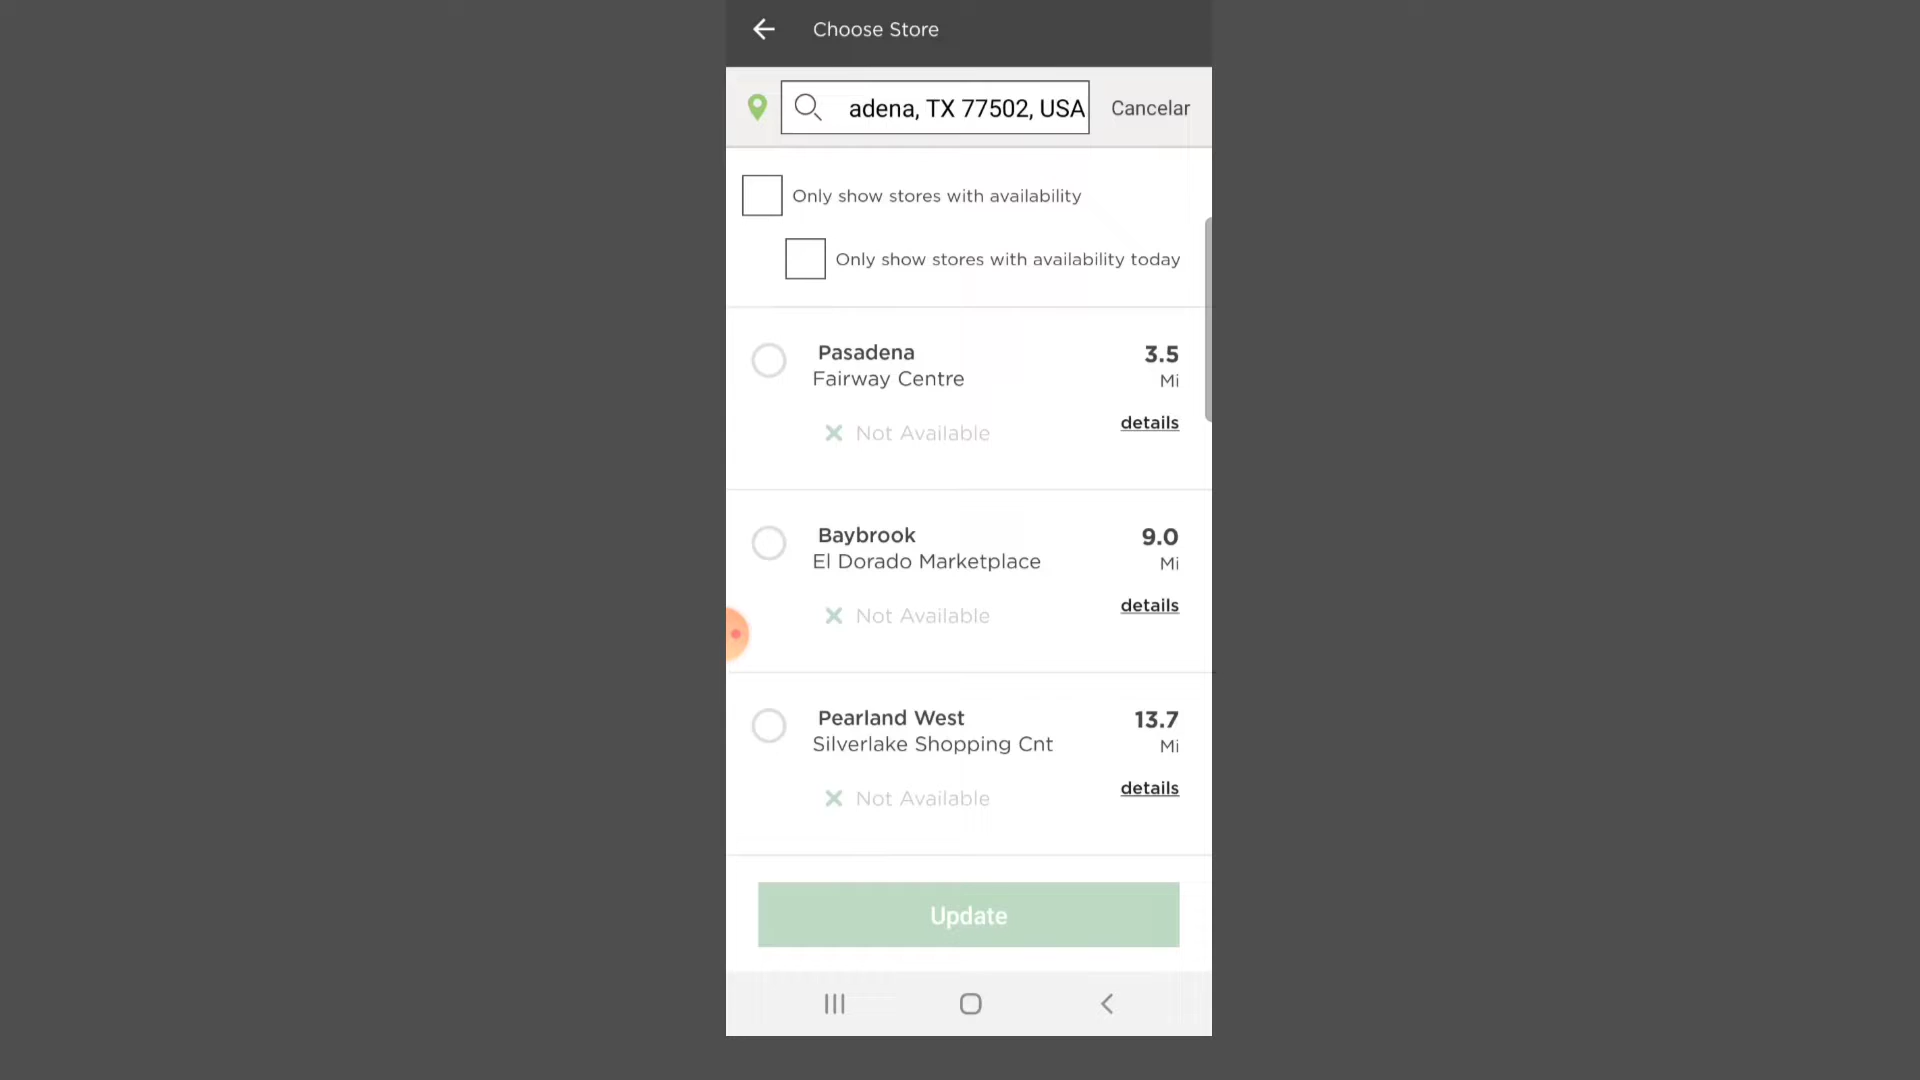 Choose Store
adena, TX 77502, USA
Cancelar
Only show stores with availability
Only show stores with availability today
Pasadena
Fairway Centre
3.5
Mi
Not Available
details
Baybrook
El Dorado Marketplace
9.0
Mi
Not Available
details
Pearland West
Silverlake Shopping Cnt
13.7
Mi
Not Available
details
Update